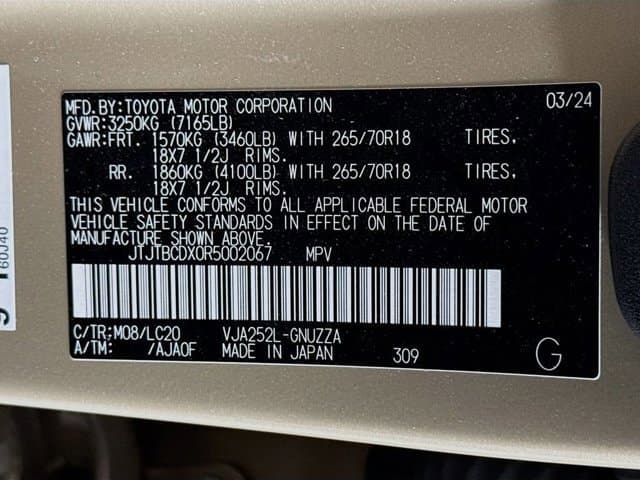 MFD.BY:TOYOTA MOTOR CORPORATION 03/24
GVWR:3250KG (7165LB)
GAWR:FRT. 1570KG (3460LB) WITH 265/70R18 TIRES,
18X7 1/2J RIMS.
RR. 1860KG (4100LB) WITH 265/70R18 TIRES,
18X7 1/2J RIMS.
THIS VEHICLE CONFORMS TO ALL APPLICABLE FEDERAL MOTOR
VEHICLE SAFETY STANDARDS IN EFFECT ON THE DATE OF
MANUFACTURE SHOWN ABOVE.
JTJTBCDX0R5002067 MPV
C/TR:M08/LC20 VJA252L-GNUZZA
A/TM: /AJA0F MADE IN JAPAN 309 G
60J40